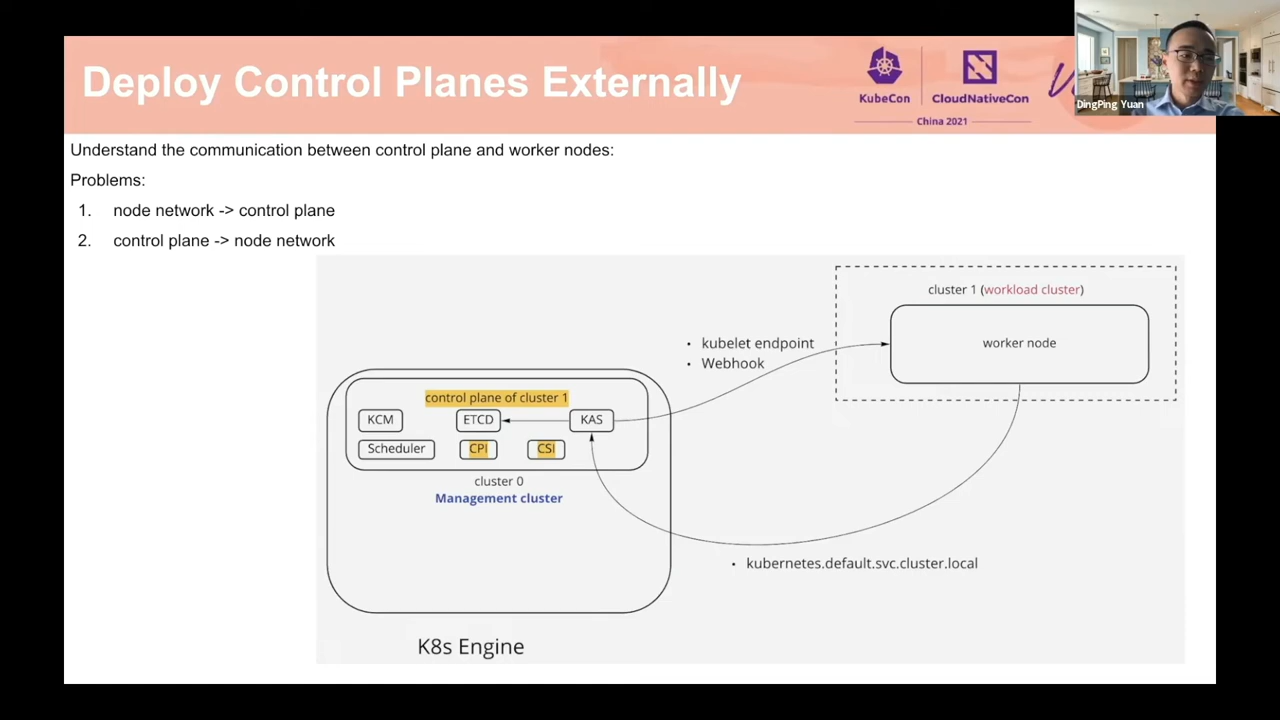 Deploy Control Planes Externally
KubeCon
CloudNativeCon
China 2021
DingPing Yuan
Understand the communication between control plane and worker nodes:
Problems:
1. node network -> control plane
2. control plane -> node network
cluster 1 (workload cluster)
worker node
• kubelet endpoint
• Webhook
control plane of cluster 1
KCM ETCD KAS
Scheduler CPI CSI
cluster 0
Management cluster
• kubernetes.default.svc.cluster.local
K8s Engine